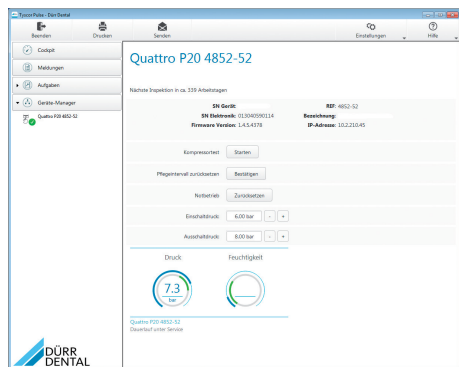 Tyscor Pulse - Dürr Dental
Beenden
Drucken
Senden
Einstellungen
Hilfe
Cockpit
Meldungen
Aufgaben
Geräte-Manager
Quattro P20 4852-52
Quattro P20 4852-52
Nächste Inspektion in ca. 339 Arbeitstagen
SN Gerät:
REF: 4852-52
SN Elektronik: 013040590114
Bezeichnung:
Firmware Version: 1.4.5.4378
IP-Adresse: 10.2.210.45
Kompressortest
Starten
Pflegeintervall zurücksetzen
Bestätigen
Notbetrieb
Zurücksetzen
Einschaltdruck:
6.00 bar
-
+
Ausschaltdruck:
8.00 bar
-
+
Druck
Feuchtigkeit
7.3
bar
Quattro P20 4852-52
Dauerlauf unter Service
DÜRR
DENTAL